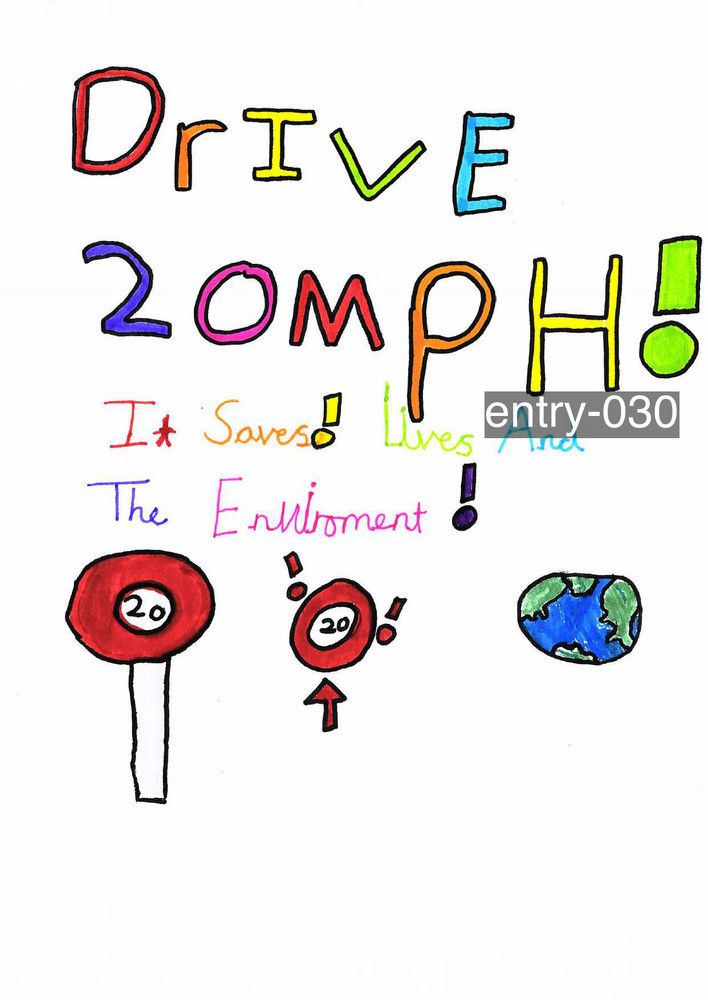 DrIVE
20MPH!
entry-030
It Saves! Lives And
The Enviroment!
20
20